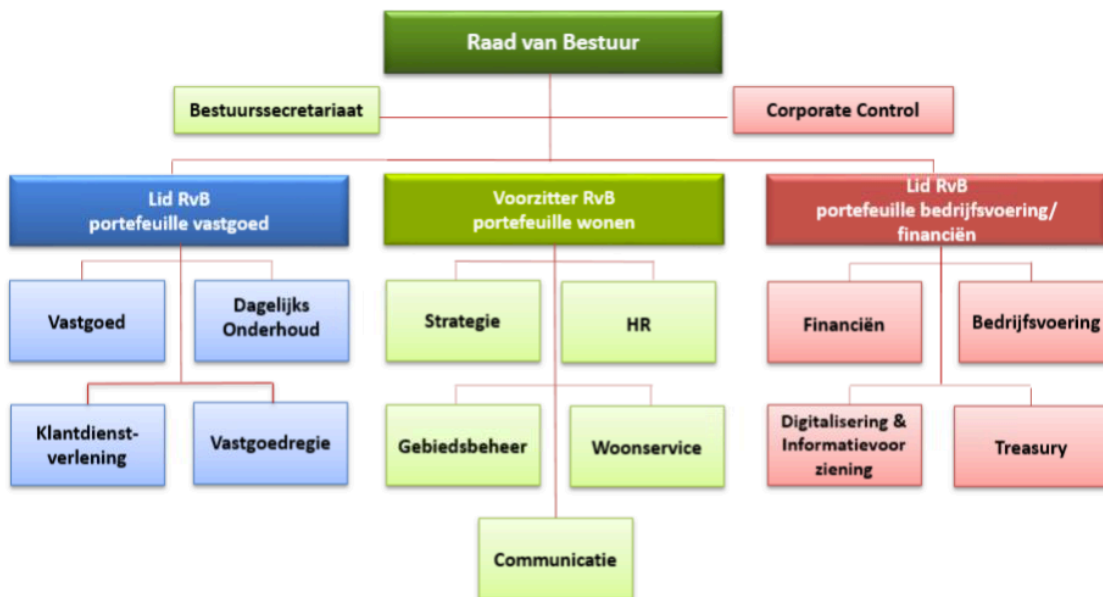 Raad van Bestuur
Bestuurssecretariaat
Corporate Control
Lid RvB
portefeuille vastgoed
Voorzitter RvB
portefeuille wonen
Lid RvB
portefeuille bedrijfsvoering/
financiën
Vastgoed
Dagelijks
Onderhoud
Strategie
HR
Financiën
Bedrijfsvoering
Klantdienst-
verlening
Vastgoedregie
Gebiedsbeheer
Woonservice
Digitalisering &
Informatievoor
ziening
Treasury
Communicatie